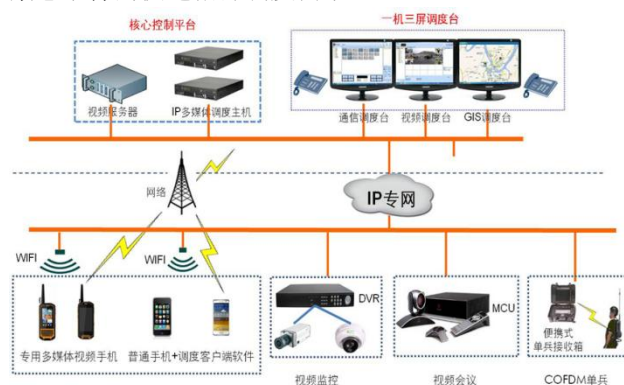 核心控制平台
一机三屏调度台
视频服务器
IP多媒体调度主机
通信调度台
视频调度台
GIS调度台
网络
IP专网
WIFI
WIFI
DVR
MCU
便携式
单兵接收箱
专用多媒体视频手机
普通手机+调度客户端软件
视频监控
视频会议
COFDM单兵